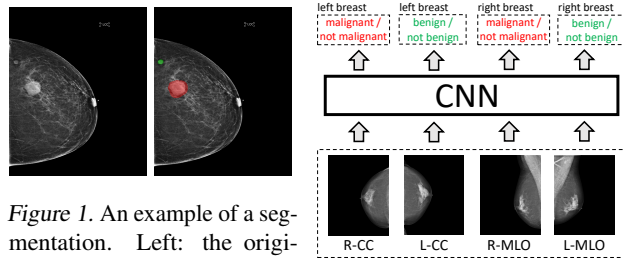 Figure 1. An example of a seg-
mentation. Left: the origi-
left breast
malignant /
not malignant
left breast
benign /
not benign
right breast
malignant /
not malignant
right breast
benign /
not benign
CNN
R-CC
L-CC
R-MLO
L-MLO